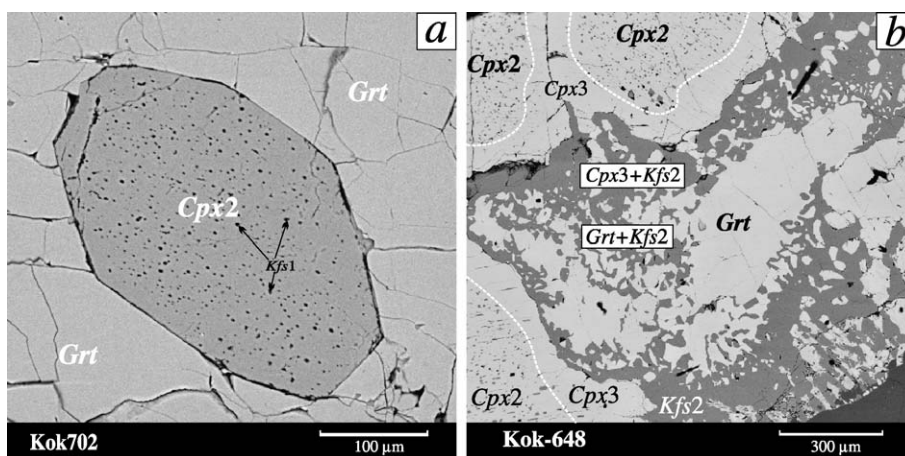 a
Grt
Cpx2
Kfs1
Grt
Kok702
100 µm
b
Cpx2
Cpx2
Cpx3
Cpx3+Kfs2
Grt
Grt+Kfs2
Cpx2
Cpx3
Kfs2
Kok-648
300 µm